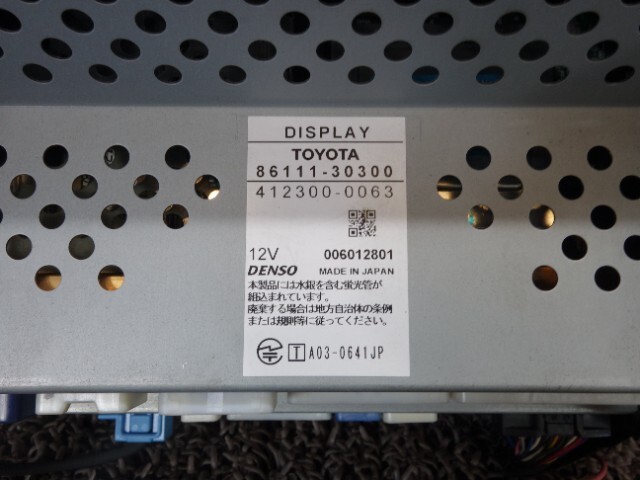 DISPLAY
TOYOTA
86111-30300
412300-0063
12V 006012801
DENSO MADE IN JAPAN
本製品には水銀を含む蛍光管が
組込まれています。
廃棄する場合は地方自治体の条例
または規則等に従ってください。
T A03-0641JP